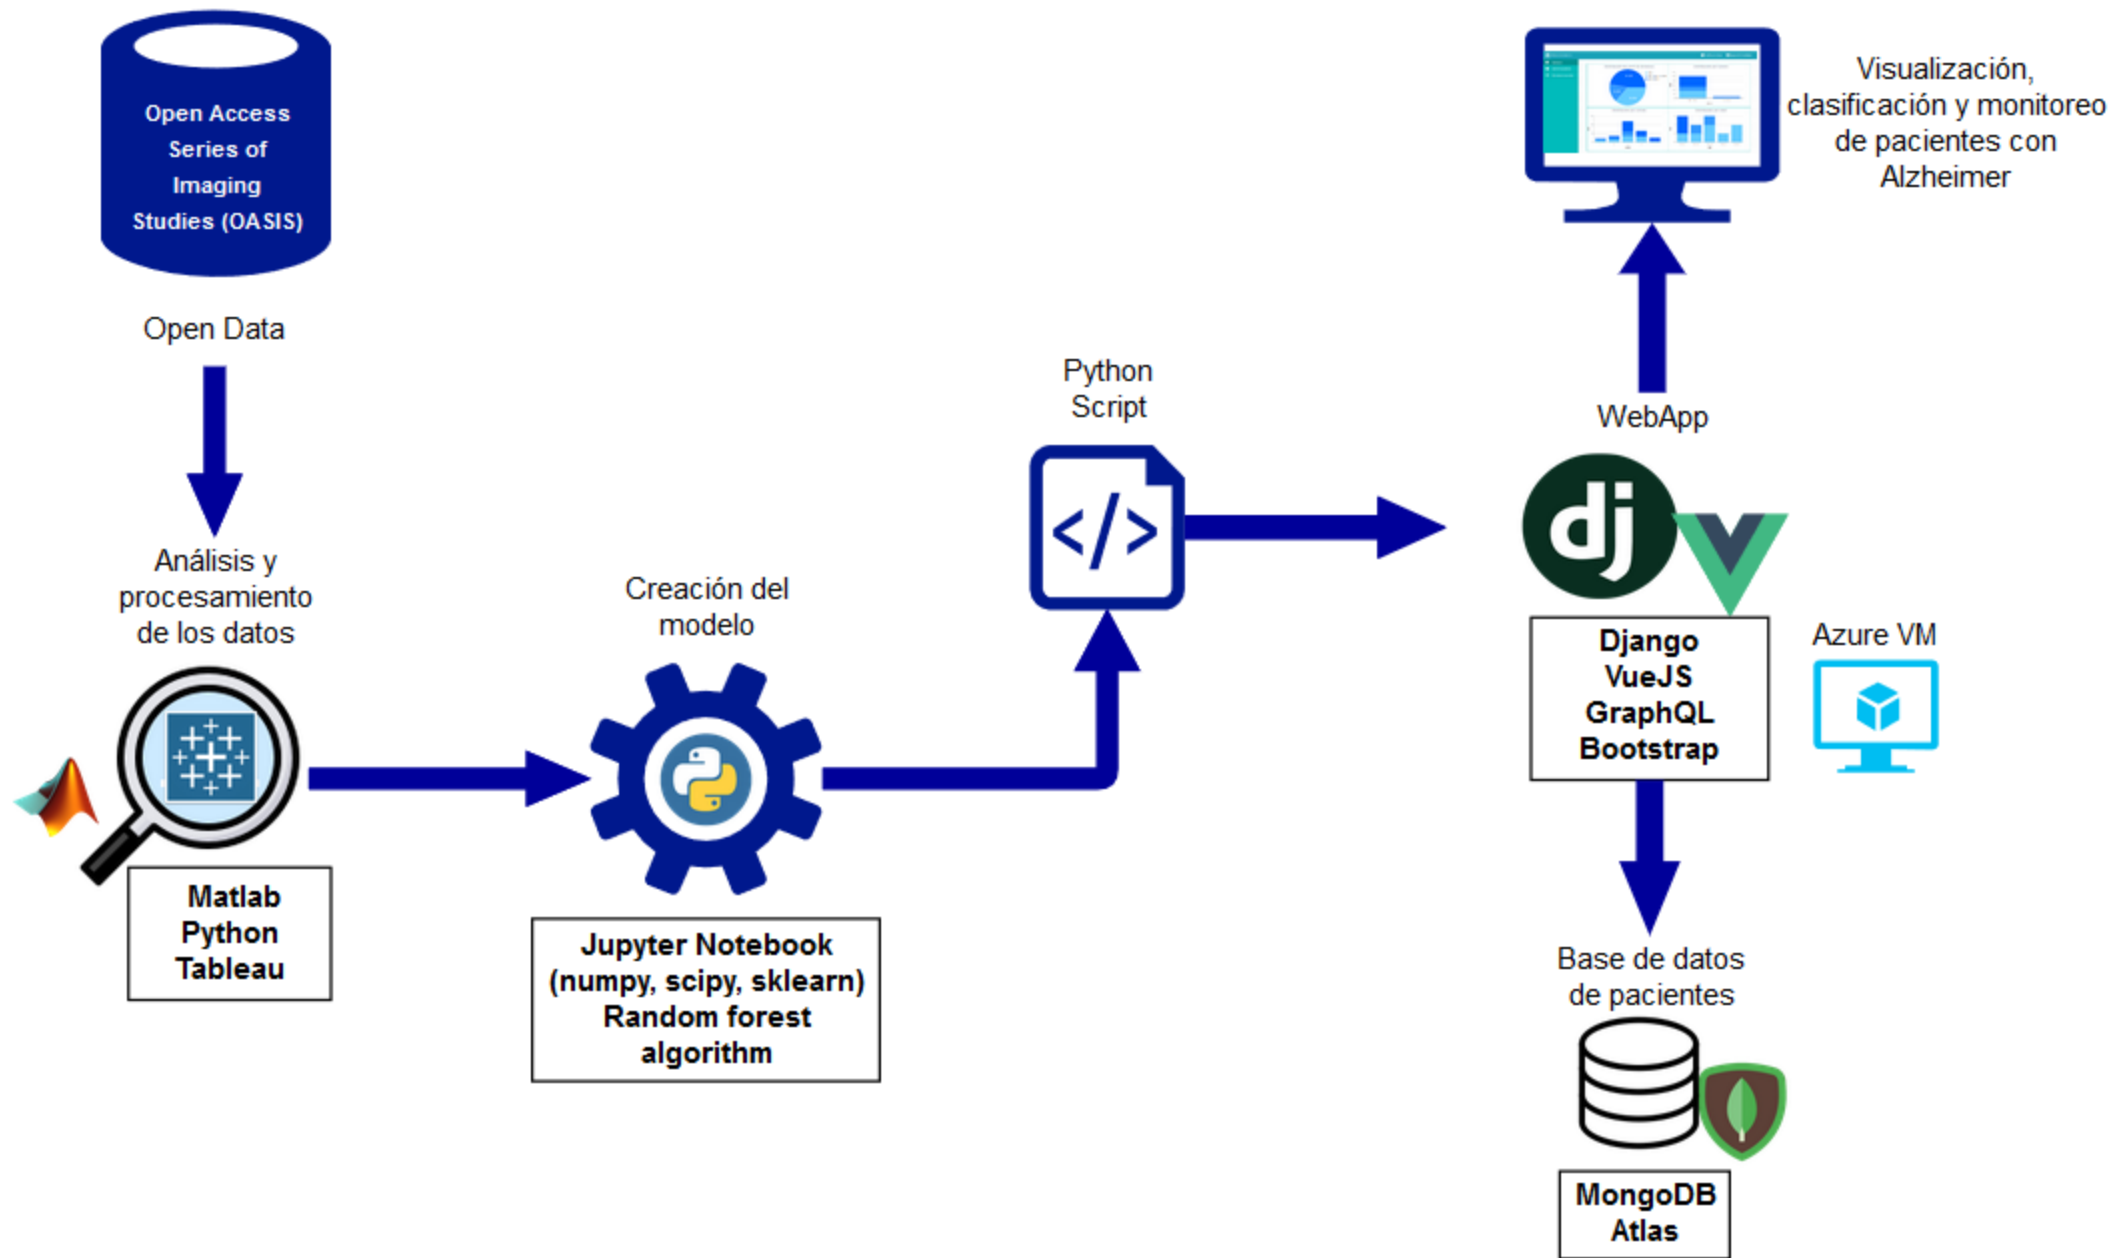 Open Access
Series of
Imaging
Studies (OASIS)
Open Data
Análisis y
procesamiento
de los datos
Matlab
Python
Tableau
Creación del
modelo
Jupyter Notebook
(numpy, scipy, sklearn)
Random forest
algorithm
Python
Script
Visualización,
clasificación y monitoreo
de pacientes con
Alzheimer
WebApp
dj
Django
VueJS
GraphQL
Bootstrap
Azure VM
Base de datos
de pacientes
MongoDB
Atlas